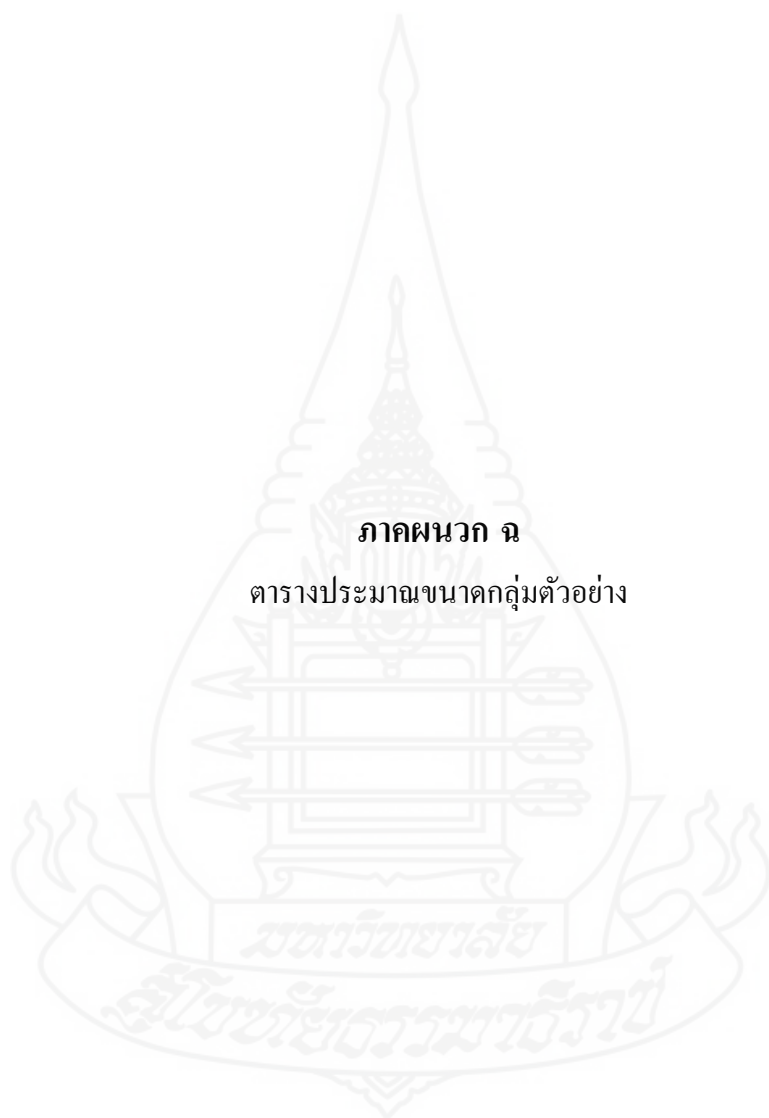 ภาคผนวก ฉ
ตารางประมาณขนาดกลุ่มตัวอย่าง
มหาวิทยาลัย
สุโขทัยธรรมาธิราช